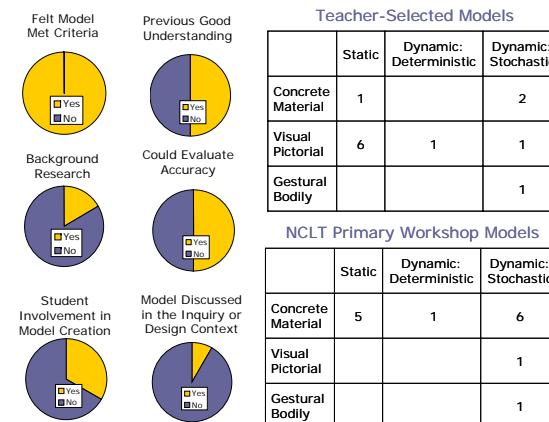 Felt Model
Met Criteria
Yes
No
Previous Good
Understanding
Yes
No
Background
Research
Yes
No
Could Evaluate
Accuracy
Yes
No
Student
Involvement in
Model Creation
Yes
No
Model Discussed
in the Inquiry or
Design Context
Yes
No
Teacher-Selected Models
Static
Dynamic:
Deterministic
Dynamic:
Stochastic
Concrete
Material
1
2
Visual
Pictorial
6
1
1
Gestural
Bodily
1
NCLT Primary Workshop Models
Static
Dynamic:
Deterministic
Dynamic:
Stochastic
Concrete
Material
5
1
6
Visual
Pictorial
1
Gestural
Bodily
1